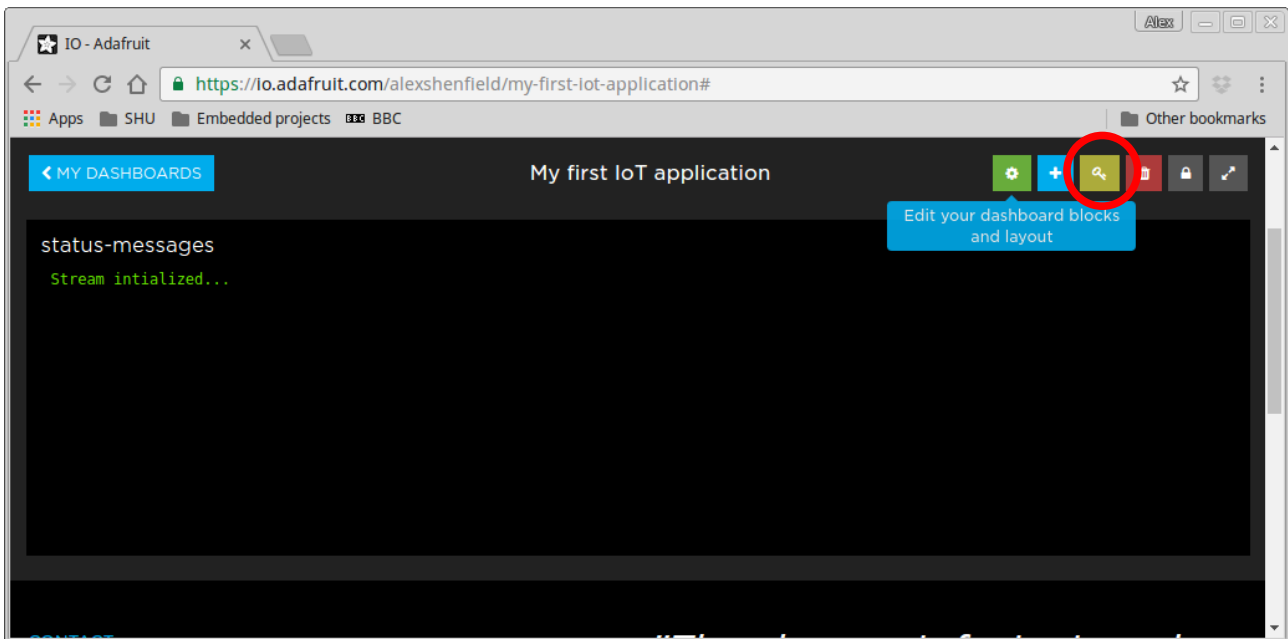 Alex
IO - Adafruit
https://io.adafruit.com/alexshenfield/my-first-iot-application#
Apps SHU Embedded projects BBC BBC Other bookmarks
MY DASHBOARDS My first IoT application
Edit your dashboard blocks
and layout
status-messages
Stream intialized...